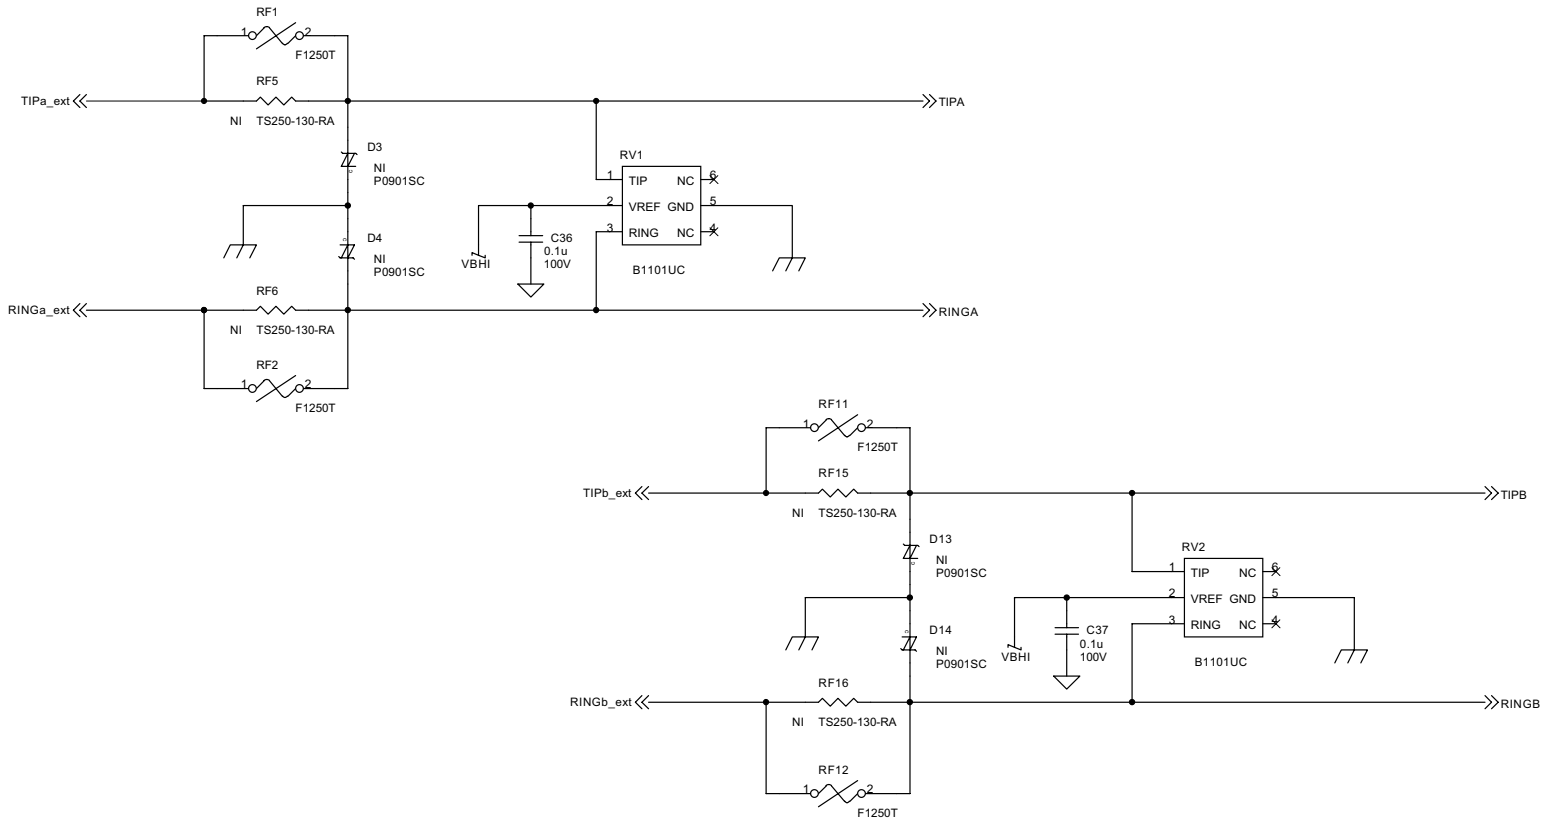 RF1
1 2
F1250T
RF5
TIPa_ext
TIPA
NI TS250-130-RA
D3
NI
P0901SC
RV1
1 TIP NC 6
2 VREF GND 5
3 RING NC 4
B1101UC
C36
0.1u
100V
VBHI
D4
NI
P0901SC
RF6
RINGa_ext
RINGA
NI TS250-130-RA
RF2
1 2
F1250T
RF11
1 2
F1250T
RF15
TIPb_ext
TIPB
NI TS250-130-RA
D13
NI
P0901SC
RV2
1 TIP NC 6
2 VREF GND 5
3 RING NC 4
B1101UC
C37
0.1u
100V
VBHI
D14
NI
P0901SC
RF16
RINGb_ext
RINGB
NI TS250-130-RA
RF12
1 2
F1250T